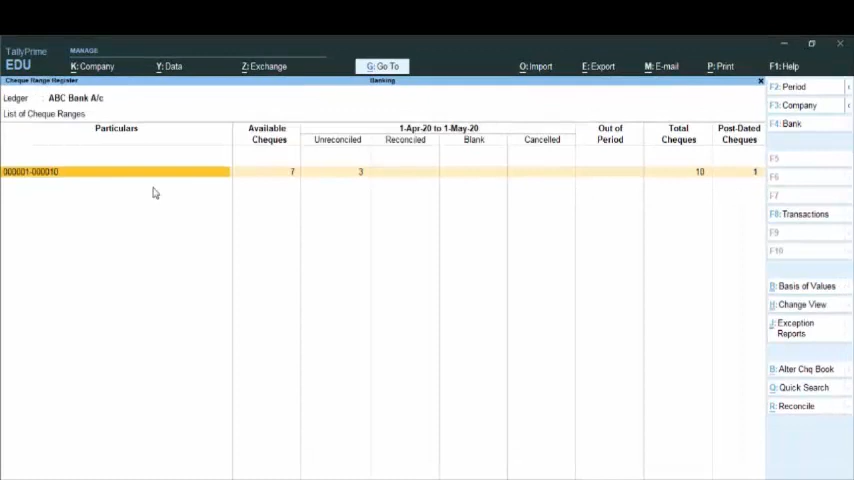 TallyPrime
EDU
MANAGE
K: Company
Y: Data
Z: Exchange
G: Go To
O: Import
E: Export
M: E-mail
P: Print
F1: Help
Cheque Range Register
Banking
Ledger : ABC Bank A/c
List of Cheque Ranges
Particulars
Available Cheques
1-Apr-20 to 1-May-20
Unreconciled
Reconciled
Blank
Cancelled
Out of Period
Total Cheques
Post-Dated Cheques
000001-000010
7
3
10
1
F2: Period
F3: Company
F4: Bank
F5
F6
F7
F8: Transactions
F9
F10
B: Basis of Values
H: Change View
J: Exception Reports
B: Alter Chq Book
Q: Quick Search
R: Reconcile